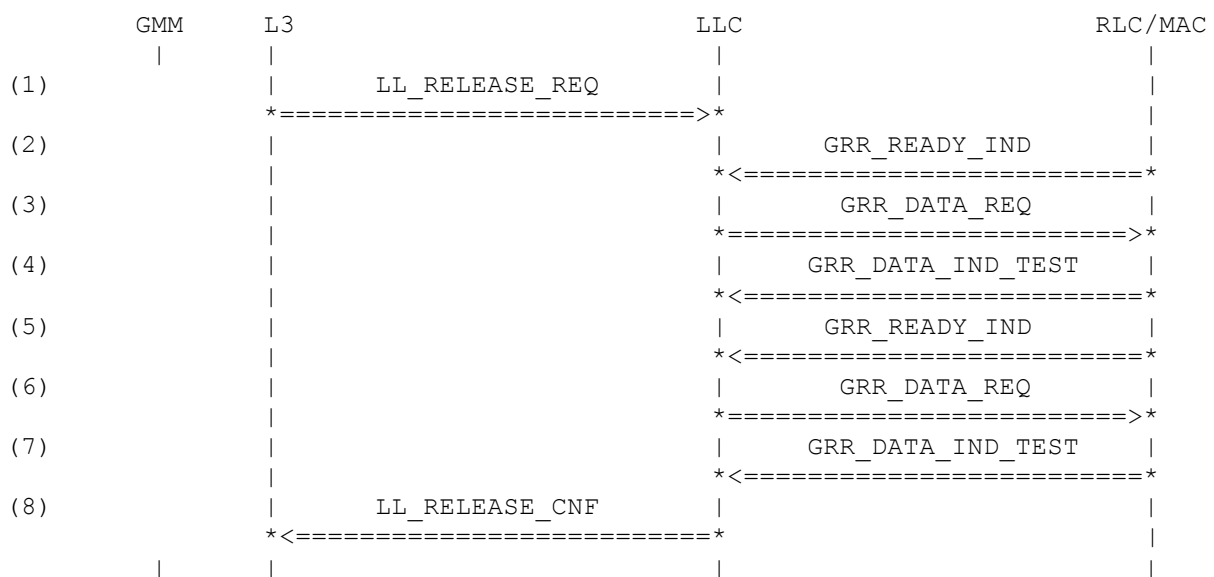 GMM L3 LLC RLC/MAC
| | | |
(1) | LL_RELEASE_REQ | |
*==========================>* |
(2) | | GRR_READY_IND |
| *<=========================*
(3) | | GRR_DATA_REQ |
| *=========================>*
(4) | | GRR_DATA_IND_TEST |
| *<=========================*
(5) | | GRR_READY_IND |
| *<=========================*
(6) | | GRR_DATA_REQ |
| *=========================>*
(7) | | GRR_DATA_IND_TEST |
| *<=========================*
(8) | LL_RELEASE_CNF | |
*<==========================* |
| | | |